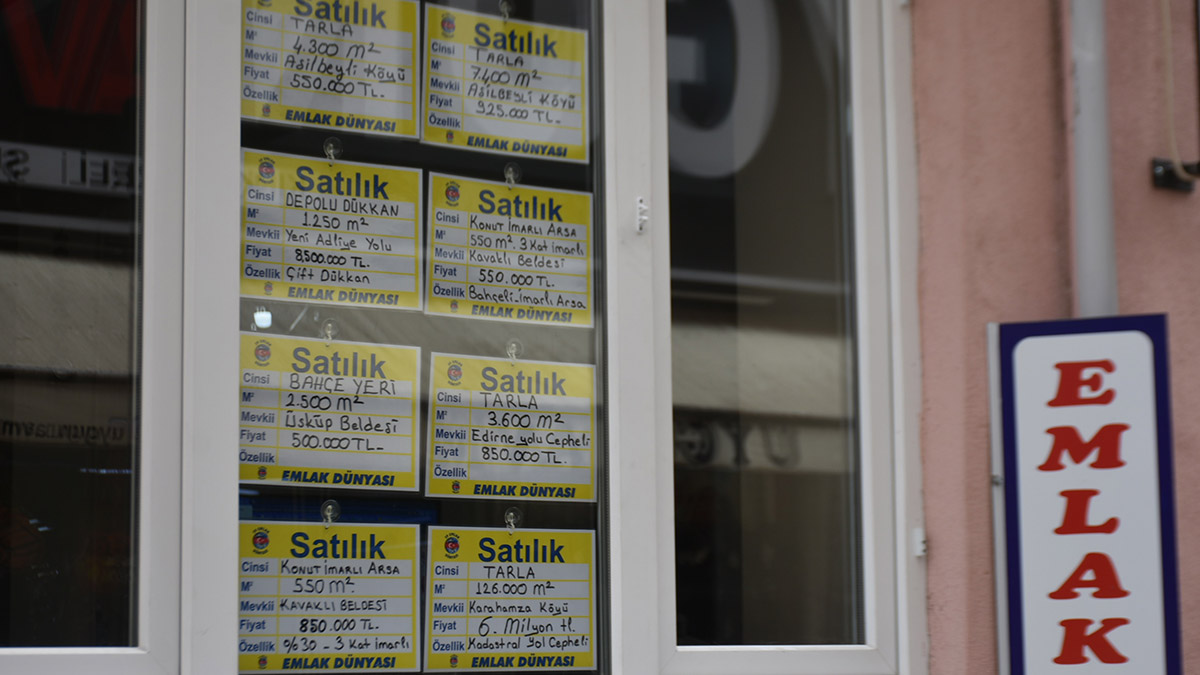 Satılık
Cinsi TARLA
M² 4.300 m²
Mevkii Asilbeyli Köyü
Fiyat 550.000 TL.
Özellik
EMLAK DÜNYASI
Satılık
Cinsi TARLA
M² 7400 m²
Mevkii ASİLBEYLİ KÖYÜ
Fiyat 925.000 TL.
Özellik
EMLAK DÜNYASI
Satılık
Cinsi DEPOLU DÜKKAN
M² 1.250 m²
Mevkii Yeni Adliye Yolu
Fiyat 8,500.000 TL.
Özellik Çift Dükkan
EMLAK DÜNYASI
Satılık
Cinsi KONUT İMARLI ARSA
M² 550 m². 3 Kat imarlı
Mevkii Kavaklı Beldesi
Fiyat 550.000 TL.
Özellik Bahçeli-imarlı Arsa
EMLAK DÜNYASI
Satılık
Cinsi BAHÇE YERİ
M² 2.500 m²
Mevkii Üsküp Beldesi
Fiyat 500.000 TL.
Özellik
EMLAK DÜNYASI
Satılık
Cinsi TARLA
M² 3.600 m²
Mevkii Edirne yolu Cepheli
Fiyat 850.000 TL.
Özellik
EMLAK DÜNYASI
Satılık
Cinsi KONUT İMARLI ARSA
M² 550 m².
Mevkii KAVAKLI BELDESİ
Fiyat 850.000 TL.
Özellik %30 - 3 Kat imarlı
EMLAK DÜNYASI
Satılık
Cinsi TARLA
M² 126.000 m²
Mevkii Karahamza Köyü
Fiyat 6. Milyon tl.
Özellik Kadastral Yol Cepheli
EMLAK DÜNYASI
EMLAK